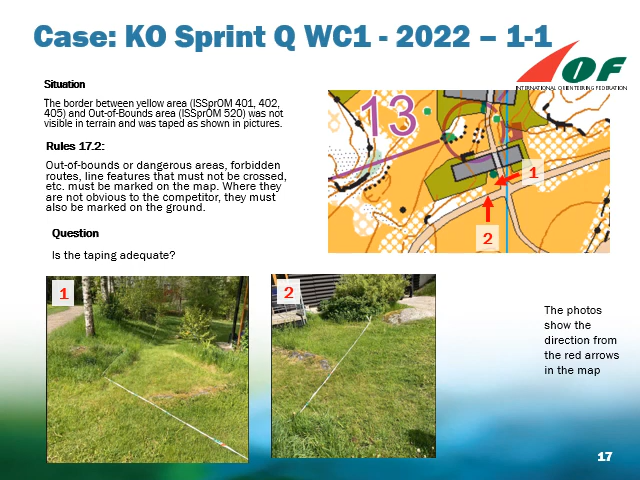 Case: KO Sprint Q WC1 - 2022 – 1-1
OF
INTERNATIONAL ORIENTEERING FEDERATION
Situation
The border between yellow area (ISSprOM 401, 402,
405) and Out-of-Bounds area (ISSprOM 520) was not
visible in terrain and was taped as shown in pictures.
Rules 17.2:
Out-of-bounds or dangerous areas, forbidden
routes, line features that must not be crossed,
etc. must be marked on the map. Where they
are not obvious to the competitor, they must
also be marked on the ground.
Question
Is the taping adequate?
13
1
2
1
2
The photos
show the
direction from
the red arrows
in the map
17